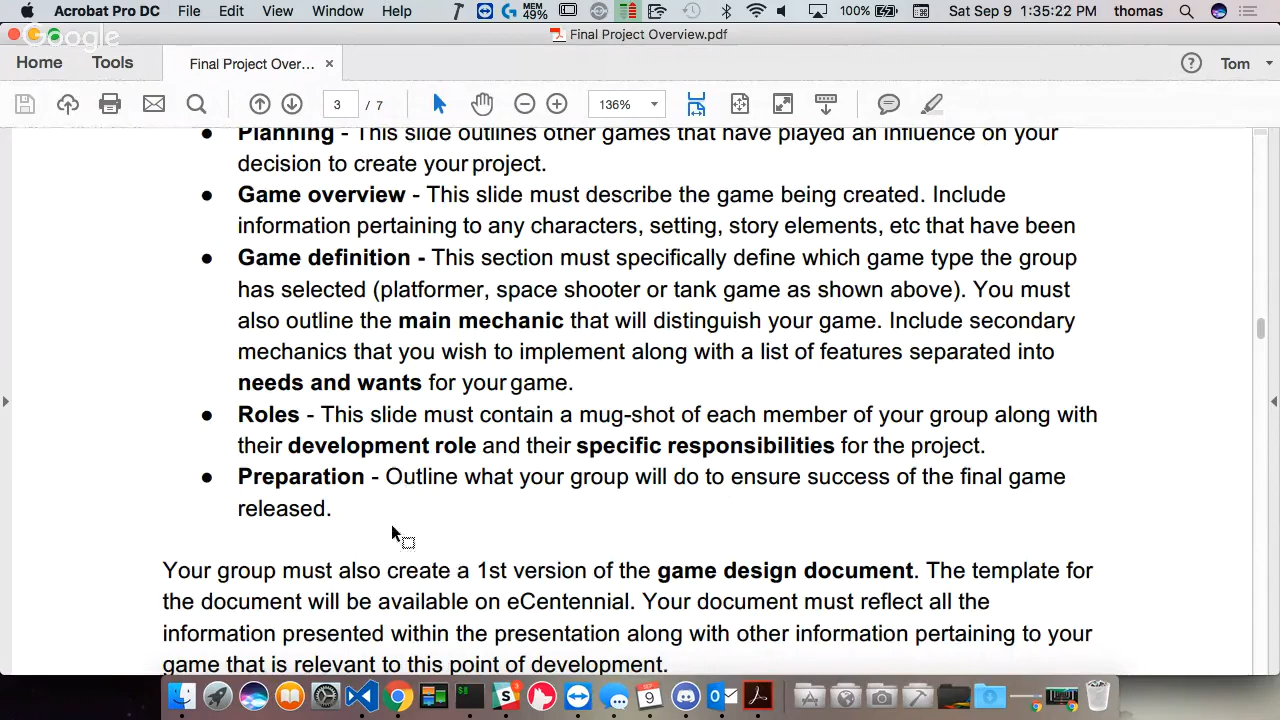 Acrobat Pro DC File Edit View Window Help MEM 49% 100% Sat Sep 9 1:35:22 PM thomas
Google
Final Project Overview.pdf
Home Tools Final Project Over... × Tom
3 / 7 136%
● Planning - This slide outlines other games that have played an influence on your
decision to create your project.
● Game overview - This slide must describe the game being created. Include
information pertaining to any characters, setting, story elements, etc that have been
● Game definition - This section must specifically define which game type the group
has selected (platformer, space shooter or tank game as shown above). You must
also outline the main mechanic that will distinguish your game. Include secondary
mechanics that you wish to implement along with a list of features separated into
needs and wants for your game.
● Roles - This slide must contain a mug-shot of each member of your group along with
their development role and their specific responsibilities for the project.
● Preparation - Outline what your group will do to ensure success of the final game
released.
Your group must also create a 1st version of the game design document. The template for
the document will be available on eCentennial. Your document must reflect all the
information presented within the presentation along with other information pertaining to your
game that is relevant to this point of development.